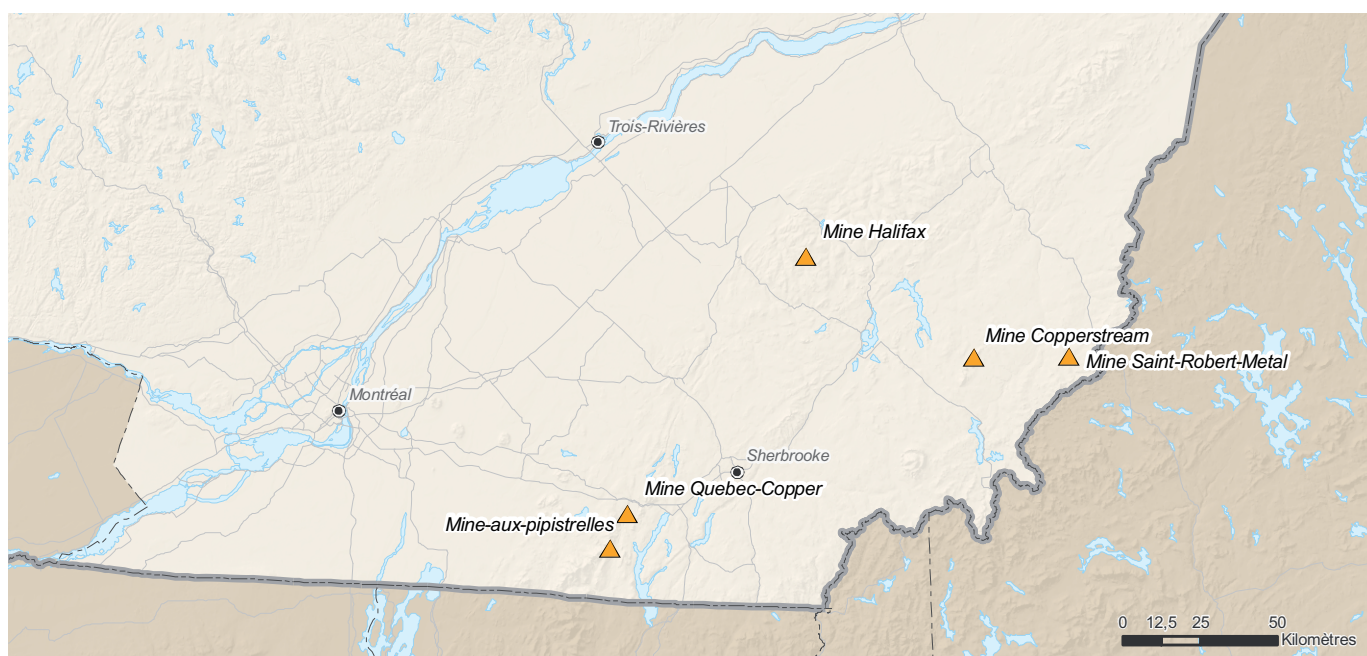 Trois-Rivières
Mine Halifax
Mine Copperstream
Mine Saint-Robert-Metal
Montréal
Sherbrooke
Mine Quebec-Copper
Mine-aux-pipistrelles
0 12,5 25 50
Kilomètres